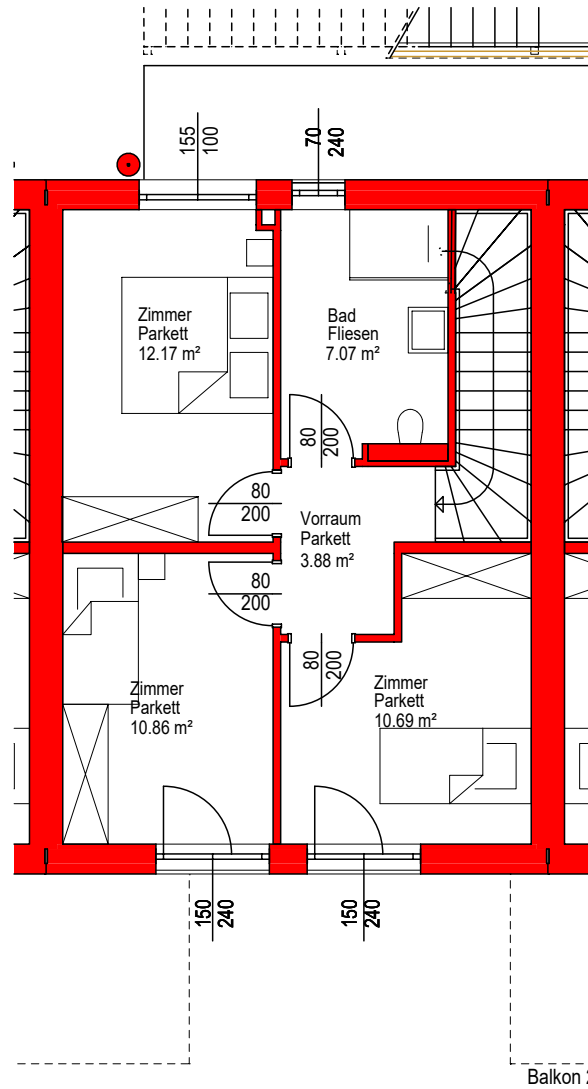 155
100
70
240
Zimmer
Parkett
12.17 m²
Bad
Fliesen
7.07 m²
80
200
80
200
Vorraum
Parkett
3.88 m²
80
200
80
200
Zimmer
Parkett
10.86 m²
Zimmer
Parkett
10.69 m²
150
240
150
240
Balkon